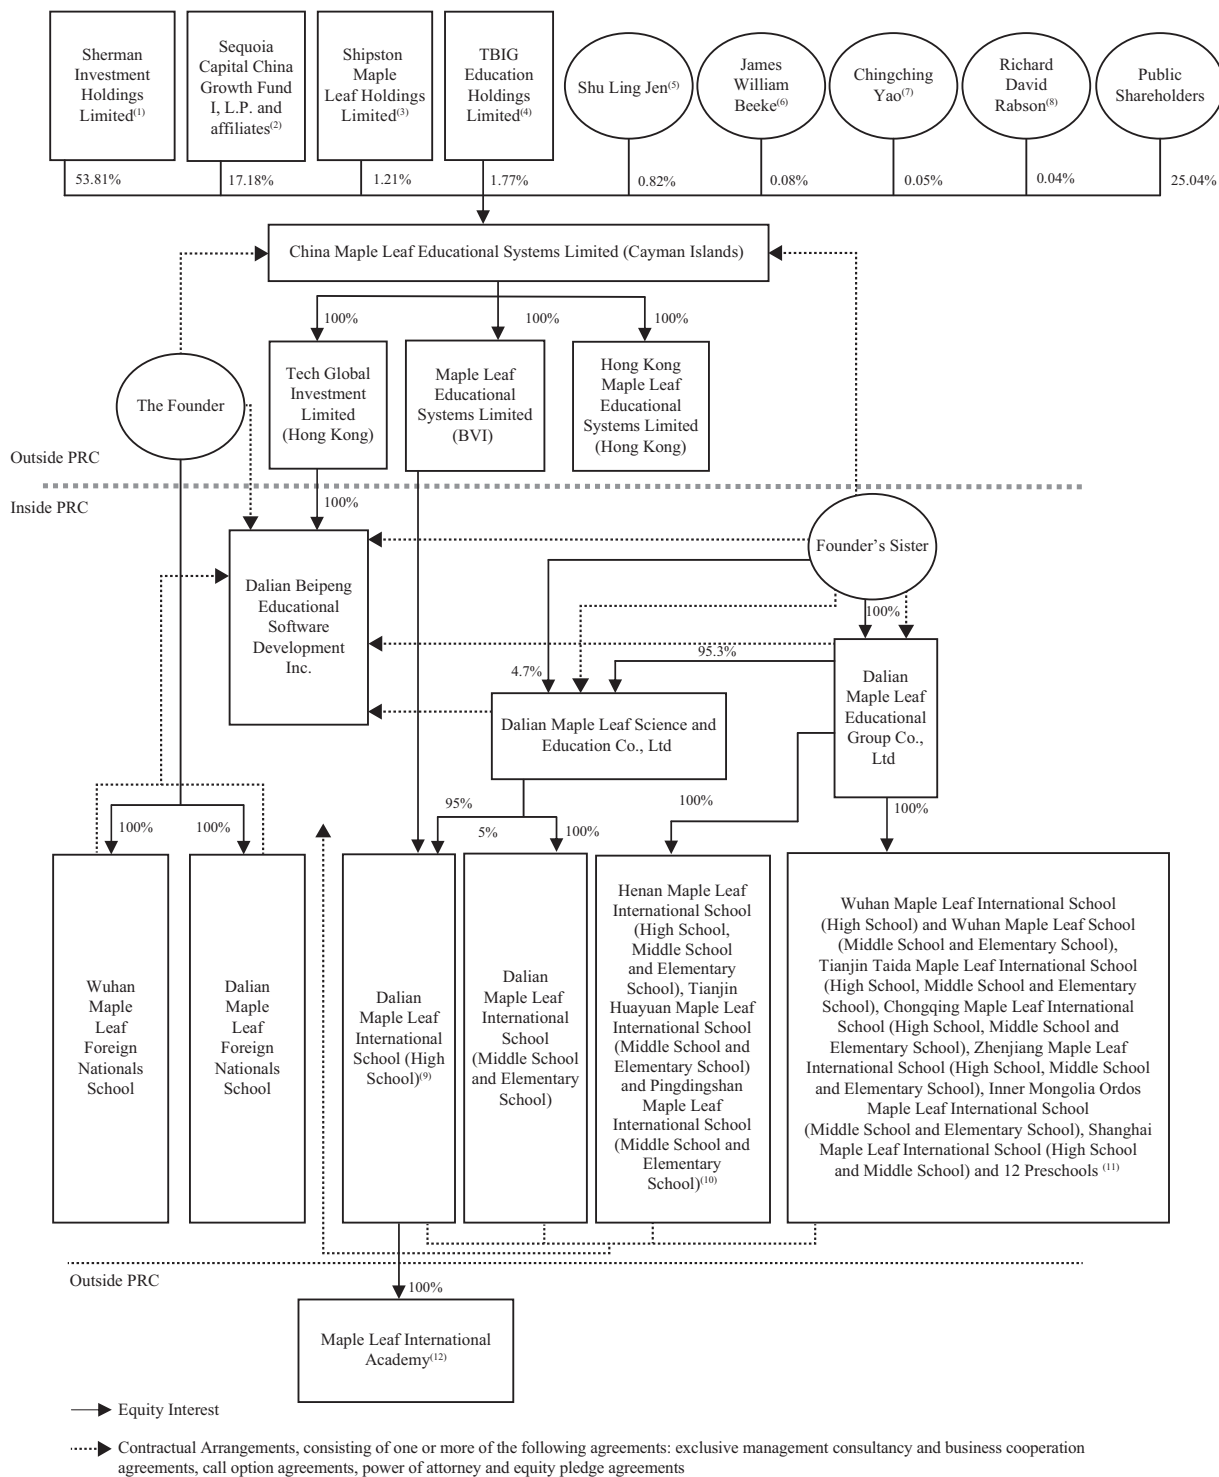 Sherman
Investment
Holdings
Limited(1)
Sequoia
Capital China
Growth Fund
I, L.P. and
affiliates(2)
Shipston
Maple
Leaf Holdings
Limited(3)
TBIG
Education
Holdings
Limited(4)
Shu Ling Jen(5)
James
William
Beeke(6)
Chingching
Yao(7)
Richard
David
Rabson(8)
Public
Shareholders
53.81%
17.18%
1.21%
1.77%
0.82%
0.08%
0.05%
0.04%
25.04%
China Maple Leaf Educational Systems Limited (Cayman Islands)
100%
100%
100%
The Founder
Tech Global
Investment
Limited
(Hong Kong)
Maple Leaf
Educational
Systems Limited
(BVI)
Hong Kong
Maple Leaf
Educational
Systems Limited
(Hong Kong)
Outside PRC
Inside PRC
100%
Founder's Sister
Dalian Beipeng
Educational
Software
Development
Inc.
100%
95.3%
4.7%
Dalian
Maple Leaf
Educational
Group Co.,
Ltd
Dalian Maple Leaf Science and
Education Co., Ltd
95%
100%
100%
100%
100%
5%
100%
Wuhan
Maple
Leaf
Foreign
Nationals
School
Dalian
Maple
Leaf
Foreign
Nationals
School
Dalian
Maple Leaf
International
School (High
School)(9)
Dalian
Maple Leaf
International
School
(Middle School
and Elementary
School)
Henan Maple Leaf
International School
(High School,
Middle School
and Elementary
School), Tianjin
Huayuan Maple Leaf
International School
(Middle School and
Elementary School)
and Pingdingshan
Maple Leaf
International School
(Middle School and
Elementary
School)(10)
Wuhan Maple Leaf International School
(High School) and Wuhan Maple Leaf School
(Middle School and Elementary School),
Tianjin Taida Maple Leaf International School
(High School, Middle School and Elementary
School), Chongqing Maple Leaf International
School (High School, Middle School and
Elementary School), Zhenjiang Maple Leaf
International School (High School, Middle School
and Elementary School), Inner Mongolia Ordos
Maple Leaf International School
(Middle School and Elementary School), Shanghai
Maple Leaf International School (High School
and Middle School) and 12 Preschools (11)
Outside PRC
100%
Maple Leaf International
Academy(12)
Equity Interest
Contractual Arrangements, consisting of one or more of the following agreements: exclusive management consultancy and business cooperation
agreements, call option agreements, power of attorney and equity pledge agreements